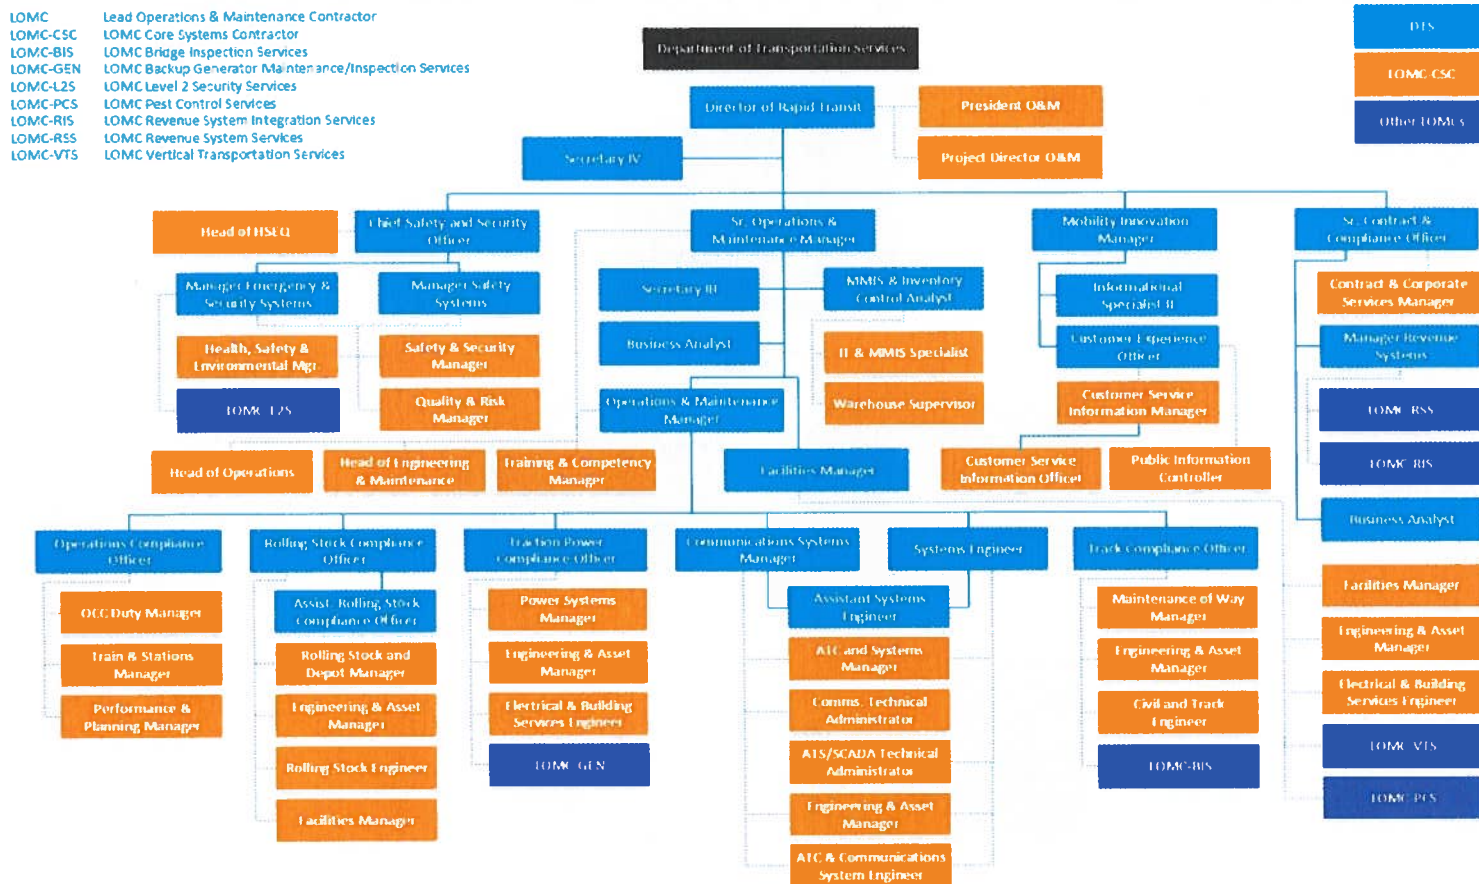 LOMC Lead Operations & Maintenance Contractor
LOMC-CSC LOMC Core Systems Contractor
LOMC-BIS LOMC Bridge Inspection Services
LOMC-GEN LOMC Backup Generator Maintenance/Inspection Services
LOMC-L2S LOMC Level 2 Security Services
LOMC-PCS LOMC Pest Control Services
LOMC-RIS LOMC Revenue System Integration Services
LOMC-RSS LOMC Revenue System Services
LOMC-VTS LOMC Vertical Transportation Services
DTS
LOMC-CSC
Other LOMCs
Department of Transportation Services
Director of Rapid Transit
President O&M
Project Director O&M
Secretary IV
Head of HSEQ
Chief Safety and Security
Officer
Sr. Operations &
Maintenance Manager
Mobility Innovation
Manager
Sr. Contract &
Compliance Officer
Manager Emergency &
Security Systems
Manager Safety
Systems
Secretary III
MMIS & Inventory
Control Analyst
Informational
Specialist II
Contract & Corporate
Services Manager
Health, Safety &
Environmental Mgr.
Safety & Security
Manager
Business Analyst
IT & MMIS Specialist
Customer Experience
Officer
Manager Revenue
Systems
LOMC-L2S
Quality & Risk
Manager
Operations & Maintenance
Manager
Warehouse Supervisor
Customer Service
Information Manager
LOMC-RSS
Head of Operations
Head of Engineering
& Maintenance
Training & Competency
Manager
Facilities Manager
Customer Service
Information Officer
Public Information
Controller
LOMC-RIS
Business Analyst
Operations Compliance
Officer
Rolling Stock Compliance
Officer
Traction Power
Compliance Officer
Communications Systems
Manager
Systems Engineer
Track Compliance Officer
OCC Duty Manager
Train & Stations
Manager
Performance &
Planning Manager
Assist. Rolling Stock
Compliance Officer
Rolling Stock and
Depot Manager
Engineering & Asset
Manager
Rolling Stock Engineer
Facilities Manager
Power Systems
Manager
Engineering & Asset
Manager
Electrical & Building
Services Engineer
LOMC-GEN
Assistant Systems
Engineer
ATC and Systems
Manager
Comms. Technical
Administrator
ATS/SCADA Technical
Administrator
Engineering & Asset
Manager
ATC & Communications
System Engineer
Maintenance of Way
Manager
Engineering & Asset
Manager
Civil and Track
Engineer
LOMC-BIS
Facilities Manager
Engineering & Asset
Manager
Electrical & Building
Services Engineer
LOMC-VTS
LOMC-PCS